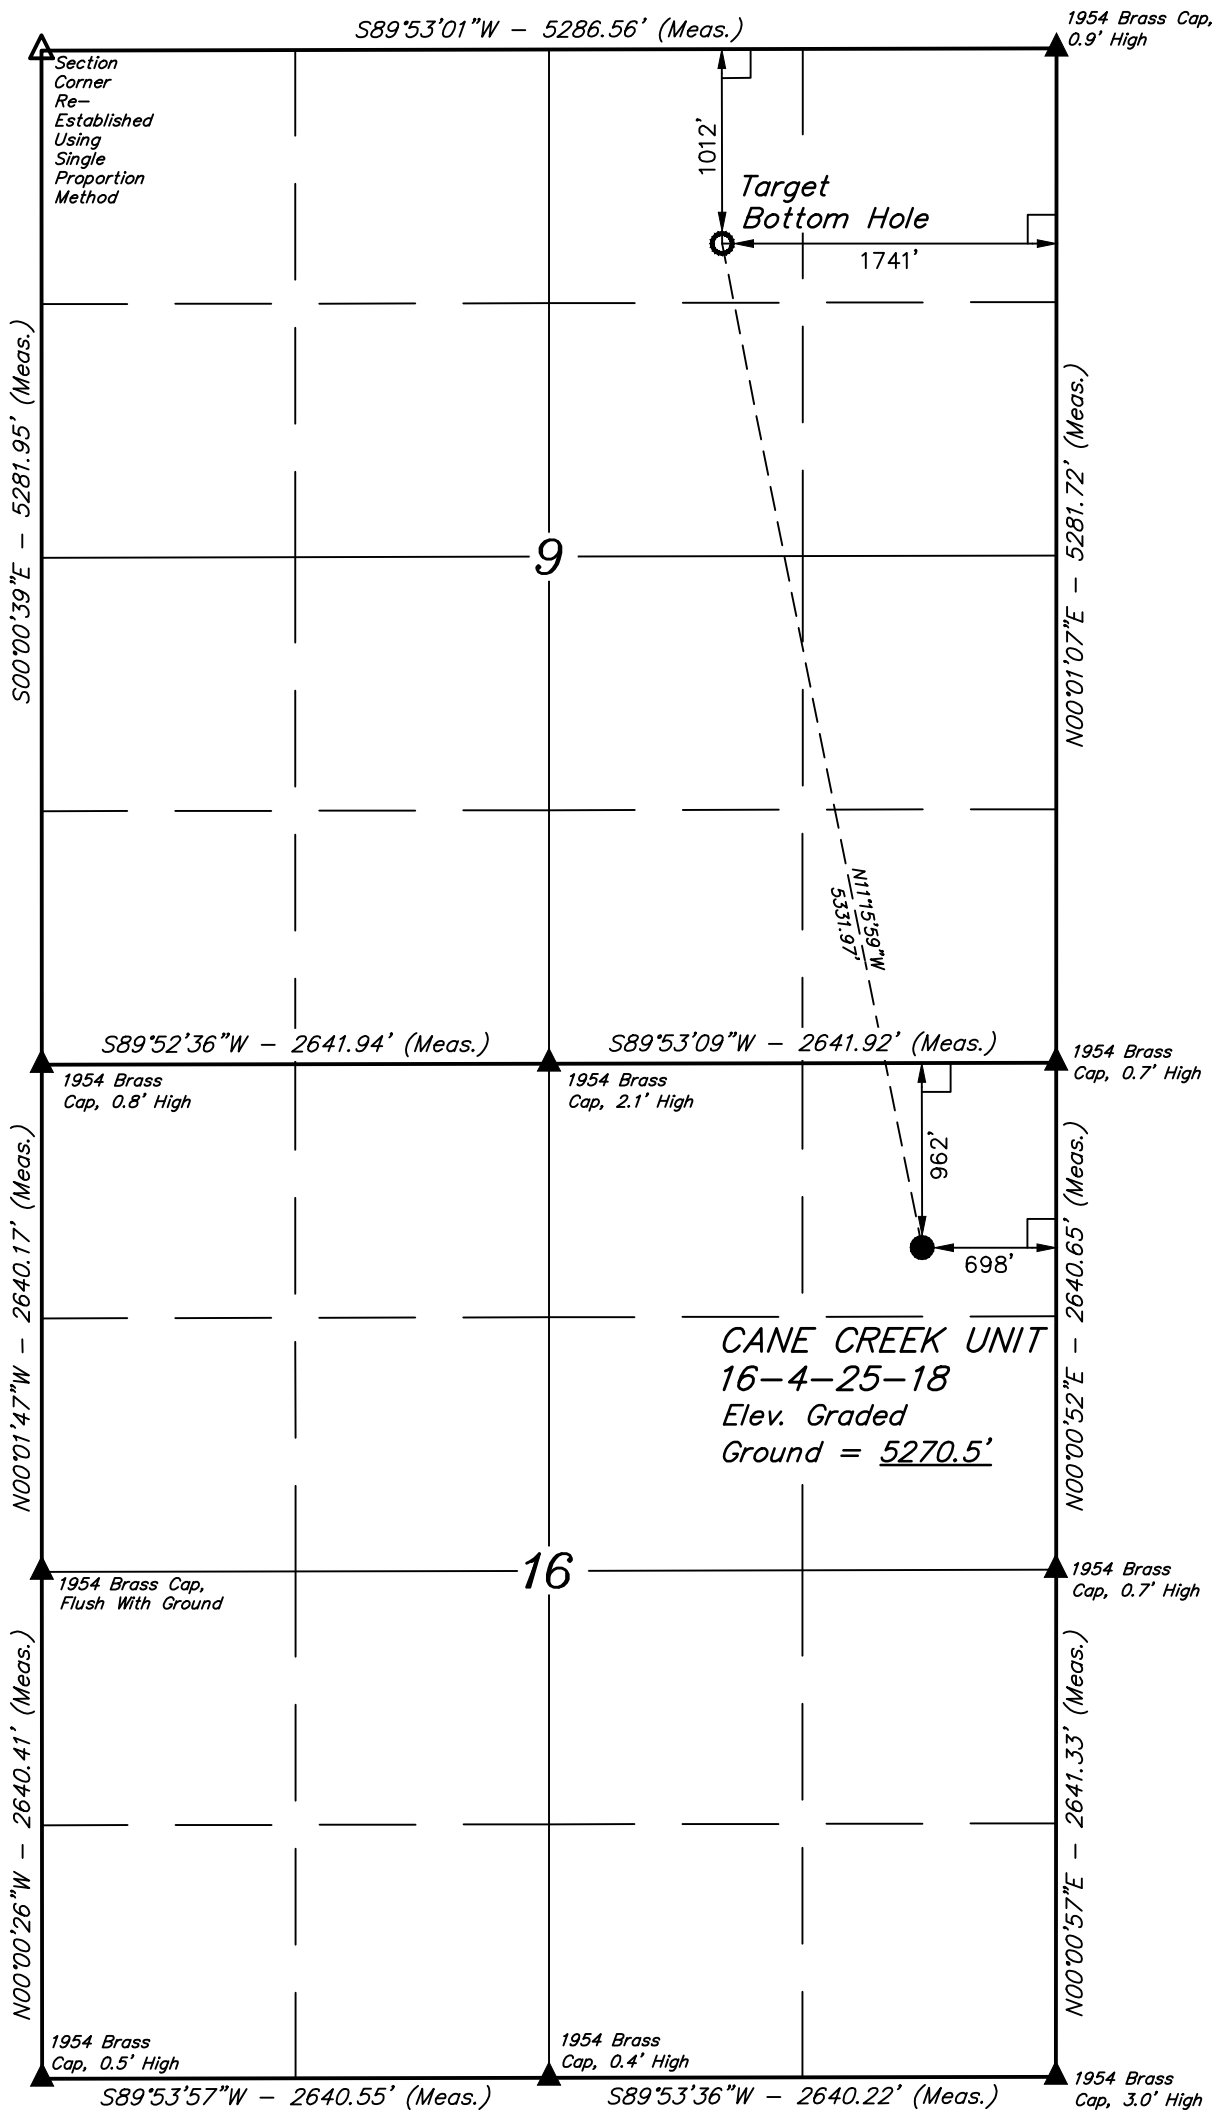 S89°53'01"W - 5286.56' (Meas.)
1954 Brass Cap,
0.9' High
Section
Corner
Re-
Established
Using
Single
Proportion
Method
1012'
Target
Bottom Hole
1741'
S00°00'39"E - 5281.95' (Meas.)
N00°01'07"E - 5281.72' (Meas.)
9
N11°15'59"W
5331.97'
S89°52'36"W - 2641.94' (Meas.)
S89°53'09"W - 2641.92' (Meas.)
1954 Brass
Cap, 0.8' High
1954 Brass
Cap, 2.1' High
1954 Brass
Cap, 0.7' High
962'
698'
N00°01'47"W - 2640.17' (Meas.)
N00°00'52"E - 2640.65' (Meas.)
CANE CREEK UNIT
16-4-25-18
Elev. Graded
Ground = 5270.5'
16
1954 Brass Cap,
Flush With Ground
1954 Brass
Cap, 0.7' High
N00°00'26"W - 2640.41' (Meas.)
N00°00'57"E - 2641.33' (Meas.)
1954 Brass
Cap, 0.5' High
1954 Brass
Cap, 0.4' High
1954 Brass
Cap, 3.0' High
S89°53'57"W - 2640.55' (Meas.)
S89°53'36"W - 2640.22' (Meas.)